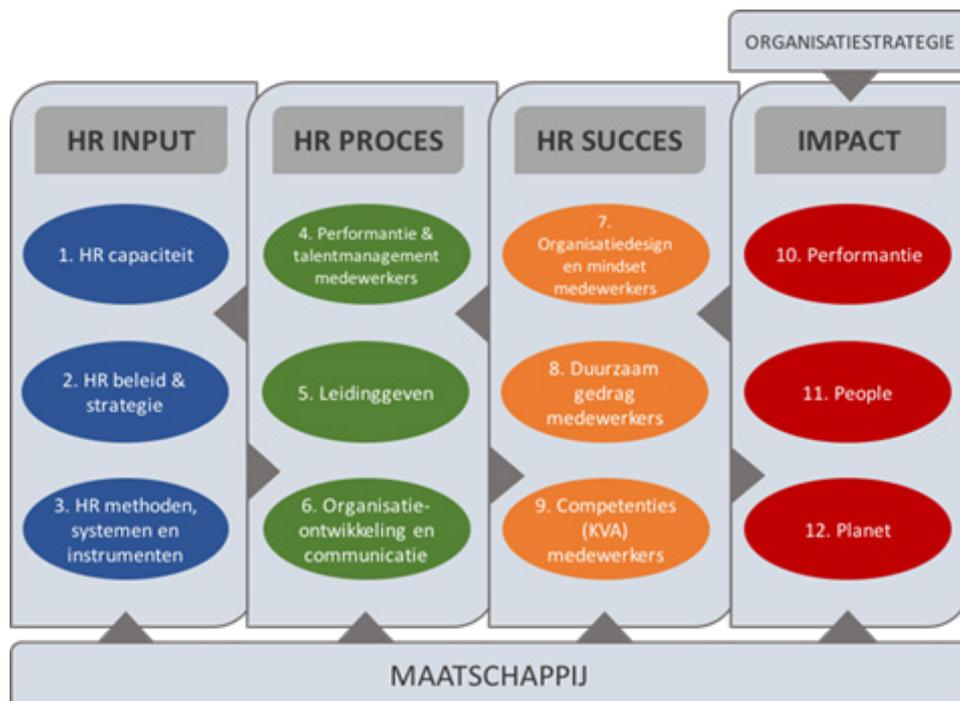 ORGANISATIESTRATEGIE
HR INPUT
1. HR capaciteit
2. HR beleid &
strategie
3. HR methoden,
systemen en
instrumenten
HR PROCES
4. Performantie &
talentmanagement
medewerkers
5. Leidinggeven
6. Organisatie-
ontwikkeling en
communicatie
HR SUCCES
7.
Organisatiedesign
en mindset
medewerkers
8. Duurzaam
gedrag
medewerkers
9. Competenties
(KVA)
medewerkers
IMPACT
10. Performantie
11. People
12. Planet
MAATSCHAPPIJ